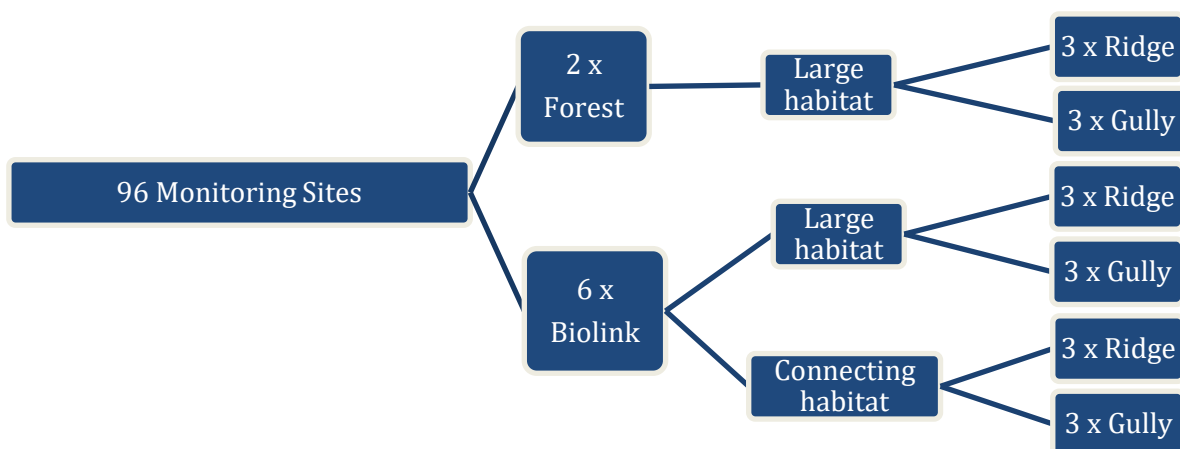 96 Monitoring Sites
2 x
Forest
Large
habitat
3 x Ridge
3 x Gully
6 x
Biolink
Large
habitat
3 x Ridge
3 x Gully
Connecting
habitat
3 x Ridge
3 x Gully